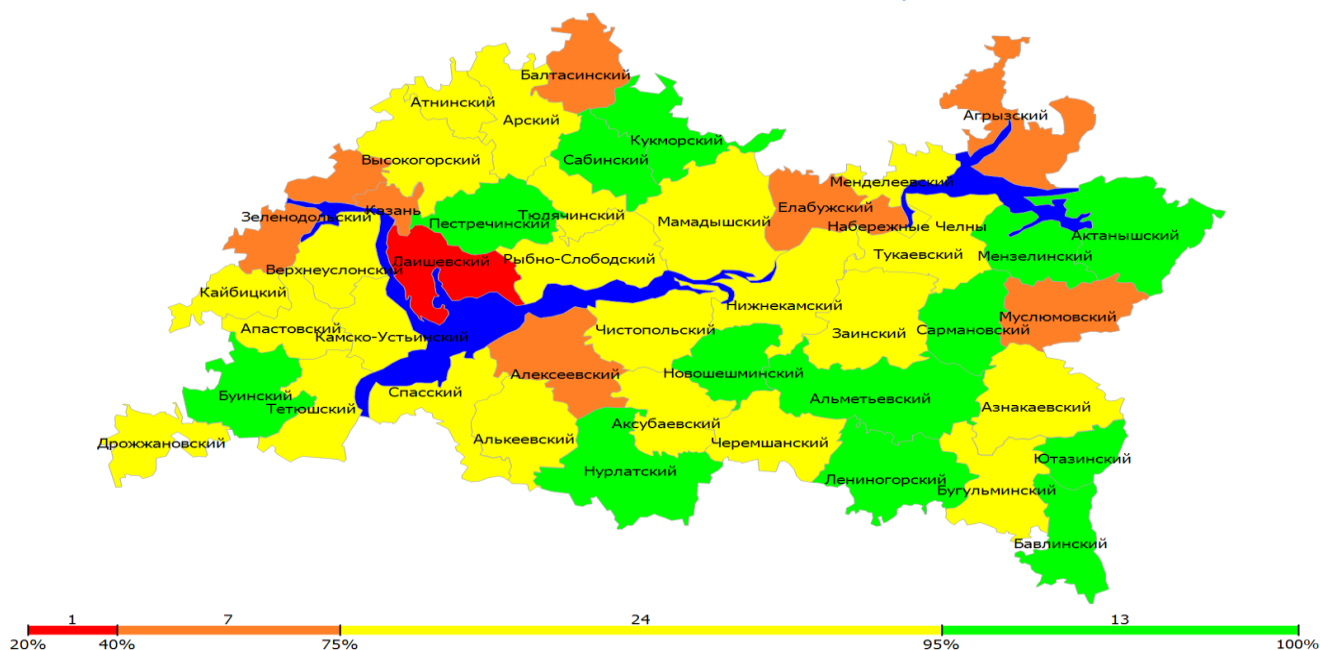 Балтасинский
Атнинский
Агрызский
Арский
Кукморский
Высокогорский
Сабинский
Менделеевский
Елабужский
Казань
Зеленодольский
Тюлячинский
Пестречинский
Мамадышский
Набережные Челны
Актанышский
Тукаевский
Мензелинский
Рыбно-Слободский
Лаишевский
Верхнеуслонский
Кайбицкий
Нижнекамский
Муслюмовский
Апастовский
Чистопольский
Сармановский
Заинский
Камско-Устьинский
Новошешминский
Алексеевский
Спасский
Буинский
Альметьевский
Азнакаевский
Тетюшский
Аксубаевский
Алькеевский
Черемшанский
Дрожжановский
Ютазинский
Нурлатский
Лениногорский
Бугульминский
Бавлинский
1 7 24 13
20% 40% 75% 95% 100%